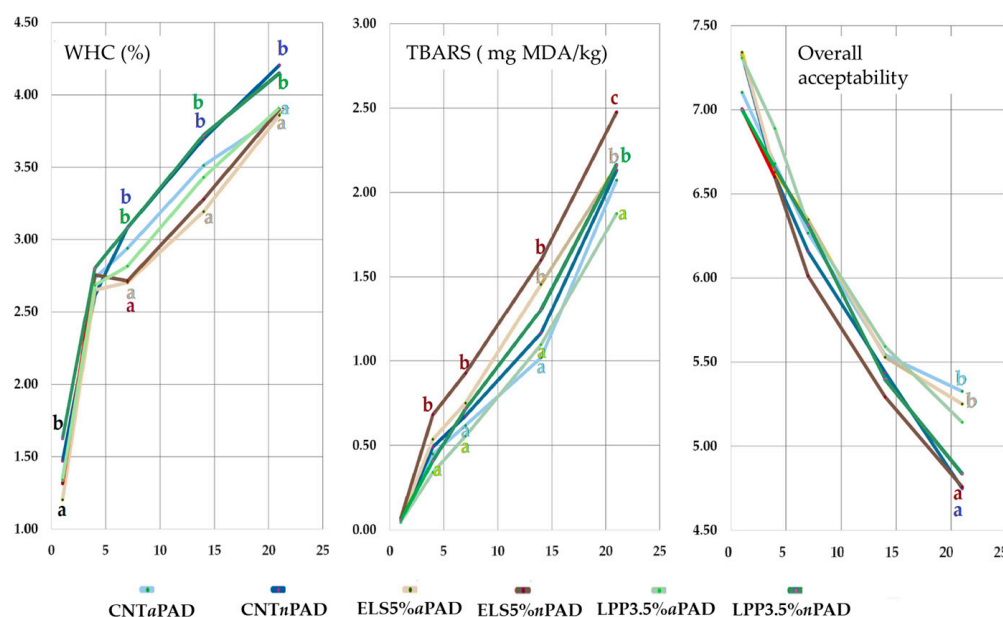 WHC (%)
4.50
4.00
3.50
3.00
2.50
2.00
1.50
1.00
0 5 10 15 20 25
b
b
b
b
b
b
b
b
a
a
a
a
a
a
TBARS ( mg MDA/kg)
3.00
2.50
2.00
1.50
1.00
0.50
0.00
0 5 10 15 20 25
c
b
b
a
b
b
a
a
b
a
a
b
a
Overall
acceptability
7.50
7.00
6.50
6.00
5.50
5.00
4.50
0 5 10 15 20 25
b
b
a
a
CNTaPAD CNTnPAD ELS5%aPAD ELS5%nPAD LPP3.5%aPAD LPP3.5%nPAD